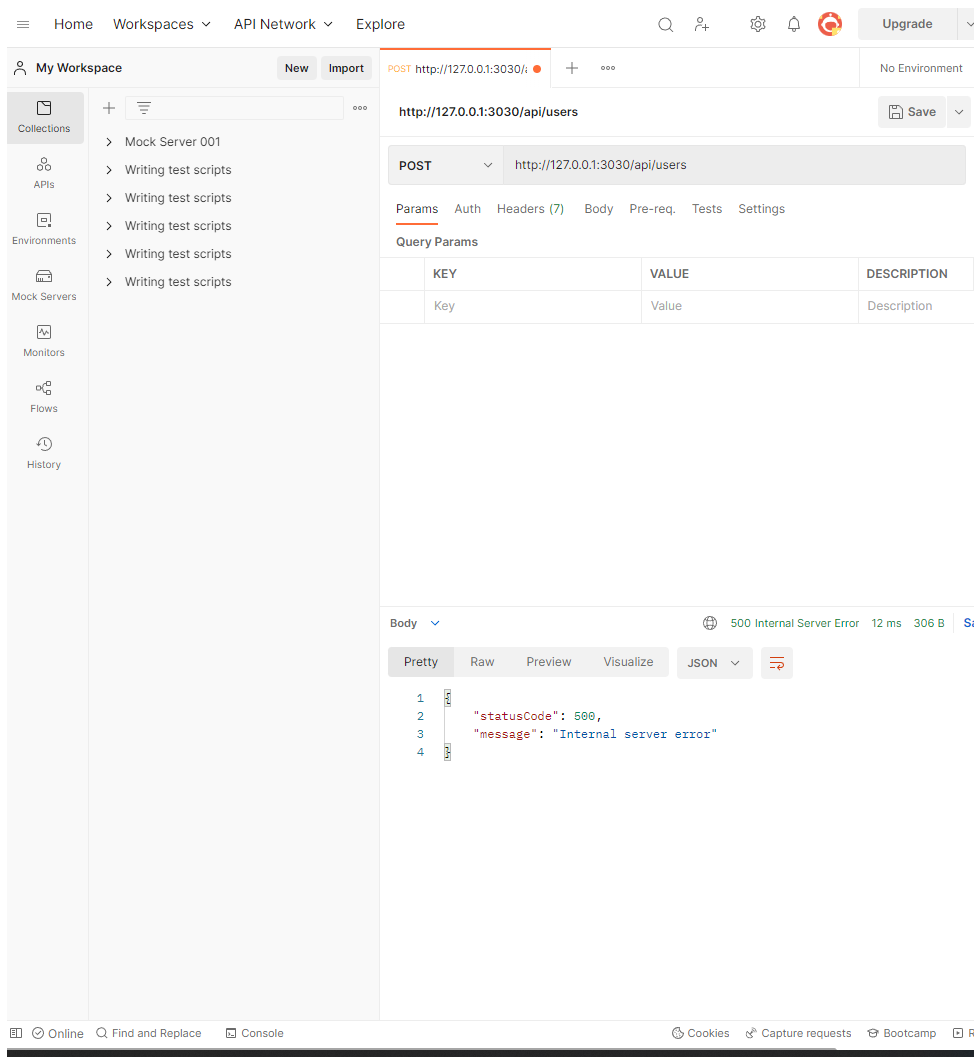 Home Workspaces API Network Explore Upgrade
My Workspace New Import POST http://127.0.0.1:3030/ No Environment
Collections
APIs
Environments
Mock Servers
Monitors
Flows
History
Mock Server 001
Writing test scripts
Writing test scripts
Writing test scripts
Writing test scripts
Writing test scripts
http://127.0.0.1:3030/api/users Save
POST http://127.0.0.1:3030/api/users
Params Auth Headers (7) Body Pre-req. Tests Settings
Query Params
KEY VALUE DESCRIPTION
Key Value Description
Body 500 Internal Server Error 12 ms 306 B Sa
Pretty Raw Preview Visualize JSON
1 {
2 "statusCode": 500,
3 "message": "Internal server error"
4 }
Online Find and Replace Console Cookies Capture requests Bootcamp